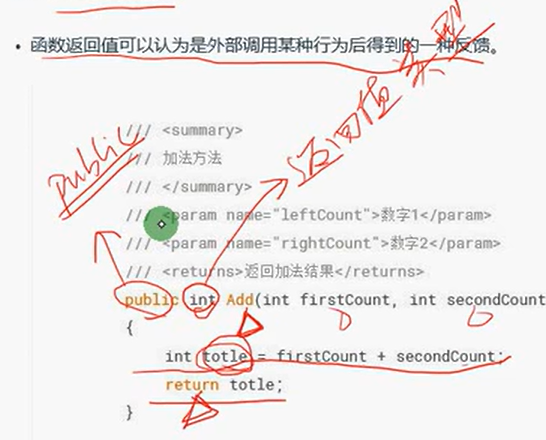 • 函数返回值可以认为是外部调用某种行为后得到的一种反馈。
返回值类型
public
/// <summary>
/// 加法方法
/// </summary>
/// <param name="leftCount">数字1</param>
/// <param name="rightCount">数字2</param>
/// <returns>返回加法结果</returns>
public int Add(int firstCount, int secondCount
{
int totle = firstCount + secondCount;
return totle;
}